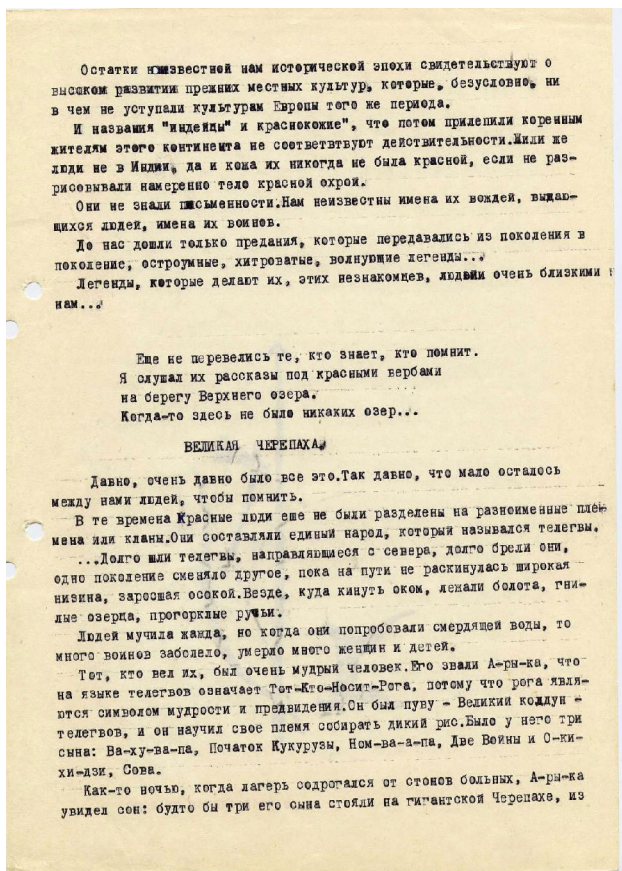 Остатки неизвестной нам исторической эпохи свидетельствуют о
высоком развитии прежних местных культур, которые, безусловно, ни
в чем не уступали культурам Европы того же периода.
И названия "индейцы" и краснокожие", что потом прилепили коренным
жителям этого континента не соответвтвуют действительности.Жили же
люди не в Индии, да и кожа их никогда не была красной, если не раз-
рисовывали намеренно тело красной охрой.
Они не знали письменности.Нам неизвестны имена их вождей, выдаю-
щихся людей, имена их воинов.
До нас дошли только предания, которые передавались из поколения в
поколение, остроумные, хитроватые, волнующие легенды...
Легенды, которые делают их, этих незнакомцев, людьми очень близкими
нам...
Еще не перевелись те, кто знает, кто помнит.
Я слушал их рассказы под красными вербами
на берегу Верхнего озера.
Когда-то здесь не было никаких озер...
ВЕЛИКАЯ ЧЕРЕПАХА
Давно, очень давно было все это.Так давно, что мало осталось
между нами людей, чтобы помнить.
В те времена Красные люди еше не были разделены на разноименные пле
мена или кланы.Они составляли единый народ, который назывался телегвы.
...Долго шли телегвы, направляющиеся с севера, долго брели они,
одно поколение сменяло другое, пока на пути не раскинулась широкая
низина, заросшая осокой.Везде, куда кинуть оком, лежали болота, гни-
лые озерца, прогорклые ручьи.
Людей мучила жажда, но когда они попробовали смердящей воды, то
много воинов заболело, умерло много женщин и детей.
Тот, кто вел их, был очень мудрый человек.Его звали А-ры-ка, что
на языке телегвов означает Тот-Кто-Носит-Рога, потому что рога явля-
ются символом мудрости и предвидения.Он был пуву - Великий колдун -
телегвов, и он научил свое племя собирать дикий рис.Было у него три
сына: Ва-ху-ва-па, Початок Кукурузы, Ном-ва-а-па, Две Войны и О-ки-
хи-дзи, Сова.
Как-то ночью, когда лагерь содрогался от стонов больных, А-ры-ка
увидел сон: будто бы три его сына стояли на гигантской Черепахе, из